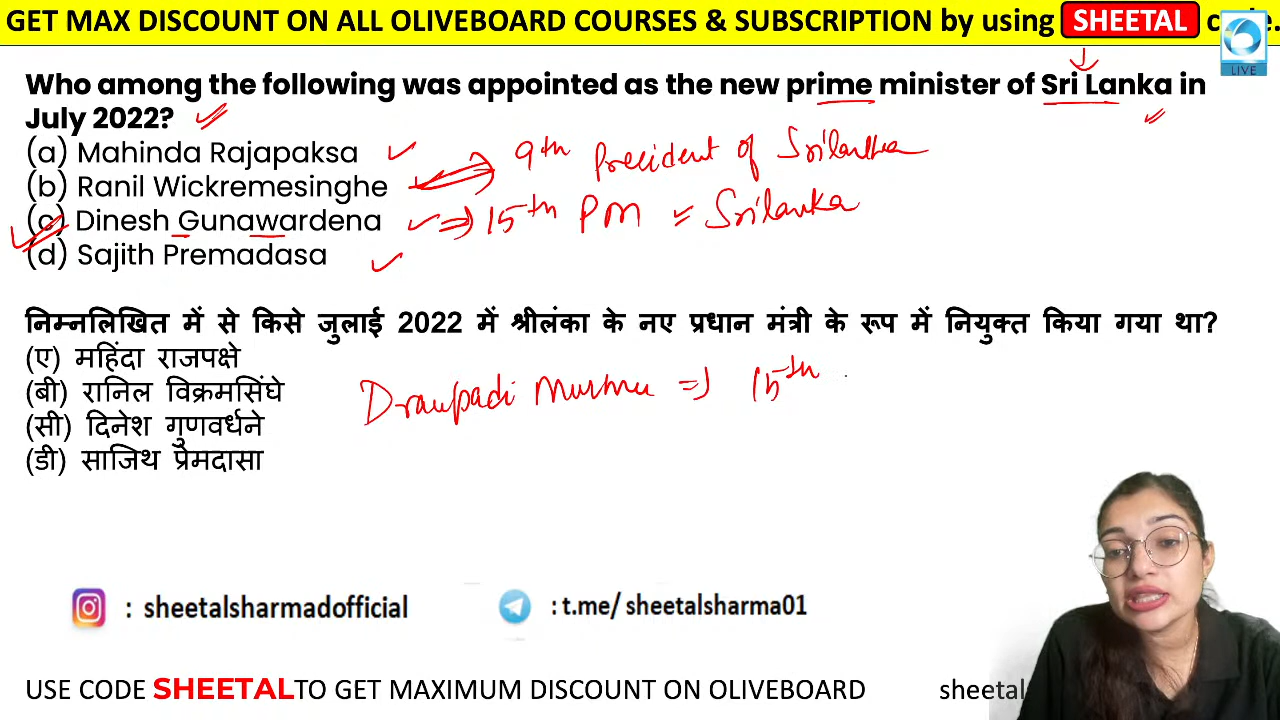 GET MAX DISCOUNT ON ALL OLIVEBOARD COURSES & SUBSCRIPTION by using SHEETAL code.
LIVE
Who among the following was appointed as the new prime minister of Sri Lanka in
July 2022?
(a) Mahinda Rajapaksa
9th President of Srilanka
(b) Ranil Wickremesinghe
(c) Dinesh Gunawardena
⇒ 15th PM = Srilanka
(d) Sajith Premadasa
निम्नलिखित में से किसे जुलाई 2022 में श्रीलंका के नए प्रधान मंत्री के रूप में नियुक्त किया गया था?
(ए) महिंदा राजपक्षे
(बी) रानिल विक्रमसिंघे
Draupadi Murmu ⇒ 15th
(सी) दिनेश गुणवर्धने
(डी) साजिथ प्रेमदासा
: sheetalsharmadofficial
: t.me/ sheetalsharma01
USE CODE SHEETALTO GET MAXIMUM DISCOUNT ON OLIVEBOARD
sheetal